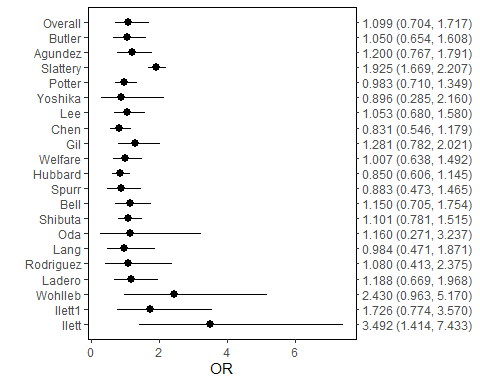 Overall 1.099 (0.704, 1.717)
Butler 1.050 (0.654, 1.608)
Agundez 1.200 (0.767, 1.791)
Slattery 1.925 (1.669, 2.207)
Potter 0.983 (0.710, 1.349)
Yoshika 0.896 (0.285, 2.160)
Lee 1.053 (0.680, 1.580)
Chen 0.831 (0.546, 1.179)
Gil 1.281 (0.782, 2.021)
Welfare 1.007 (0.638, 1.492)
Hubbard 0.850 (0.606, 1.145)
Spurr 0.883 (0.473, 1.465)
Bell 1.150 (0.705, 1.754)
Shibuta 1.101 (0.781, 1.515)
Oda 1.160 (0.271, 3.237)
Lang 0.984 (0.471, 1.871)
Rodriguez 1.080 (0.413, 2.375)
Ladero 1.188 (0.669, 1.968)
Wohlleb 2.430 (0.963, 5.170)
Ilett1 1.726 (0.774, 3.570)
Ilett 3.492 (1.414, 7.433)
0 2 4 6
OR